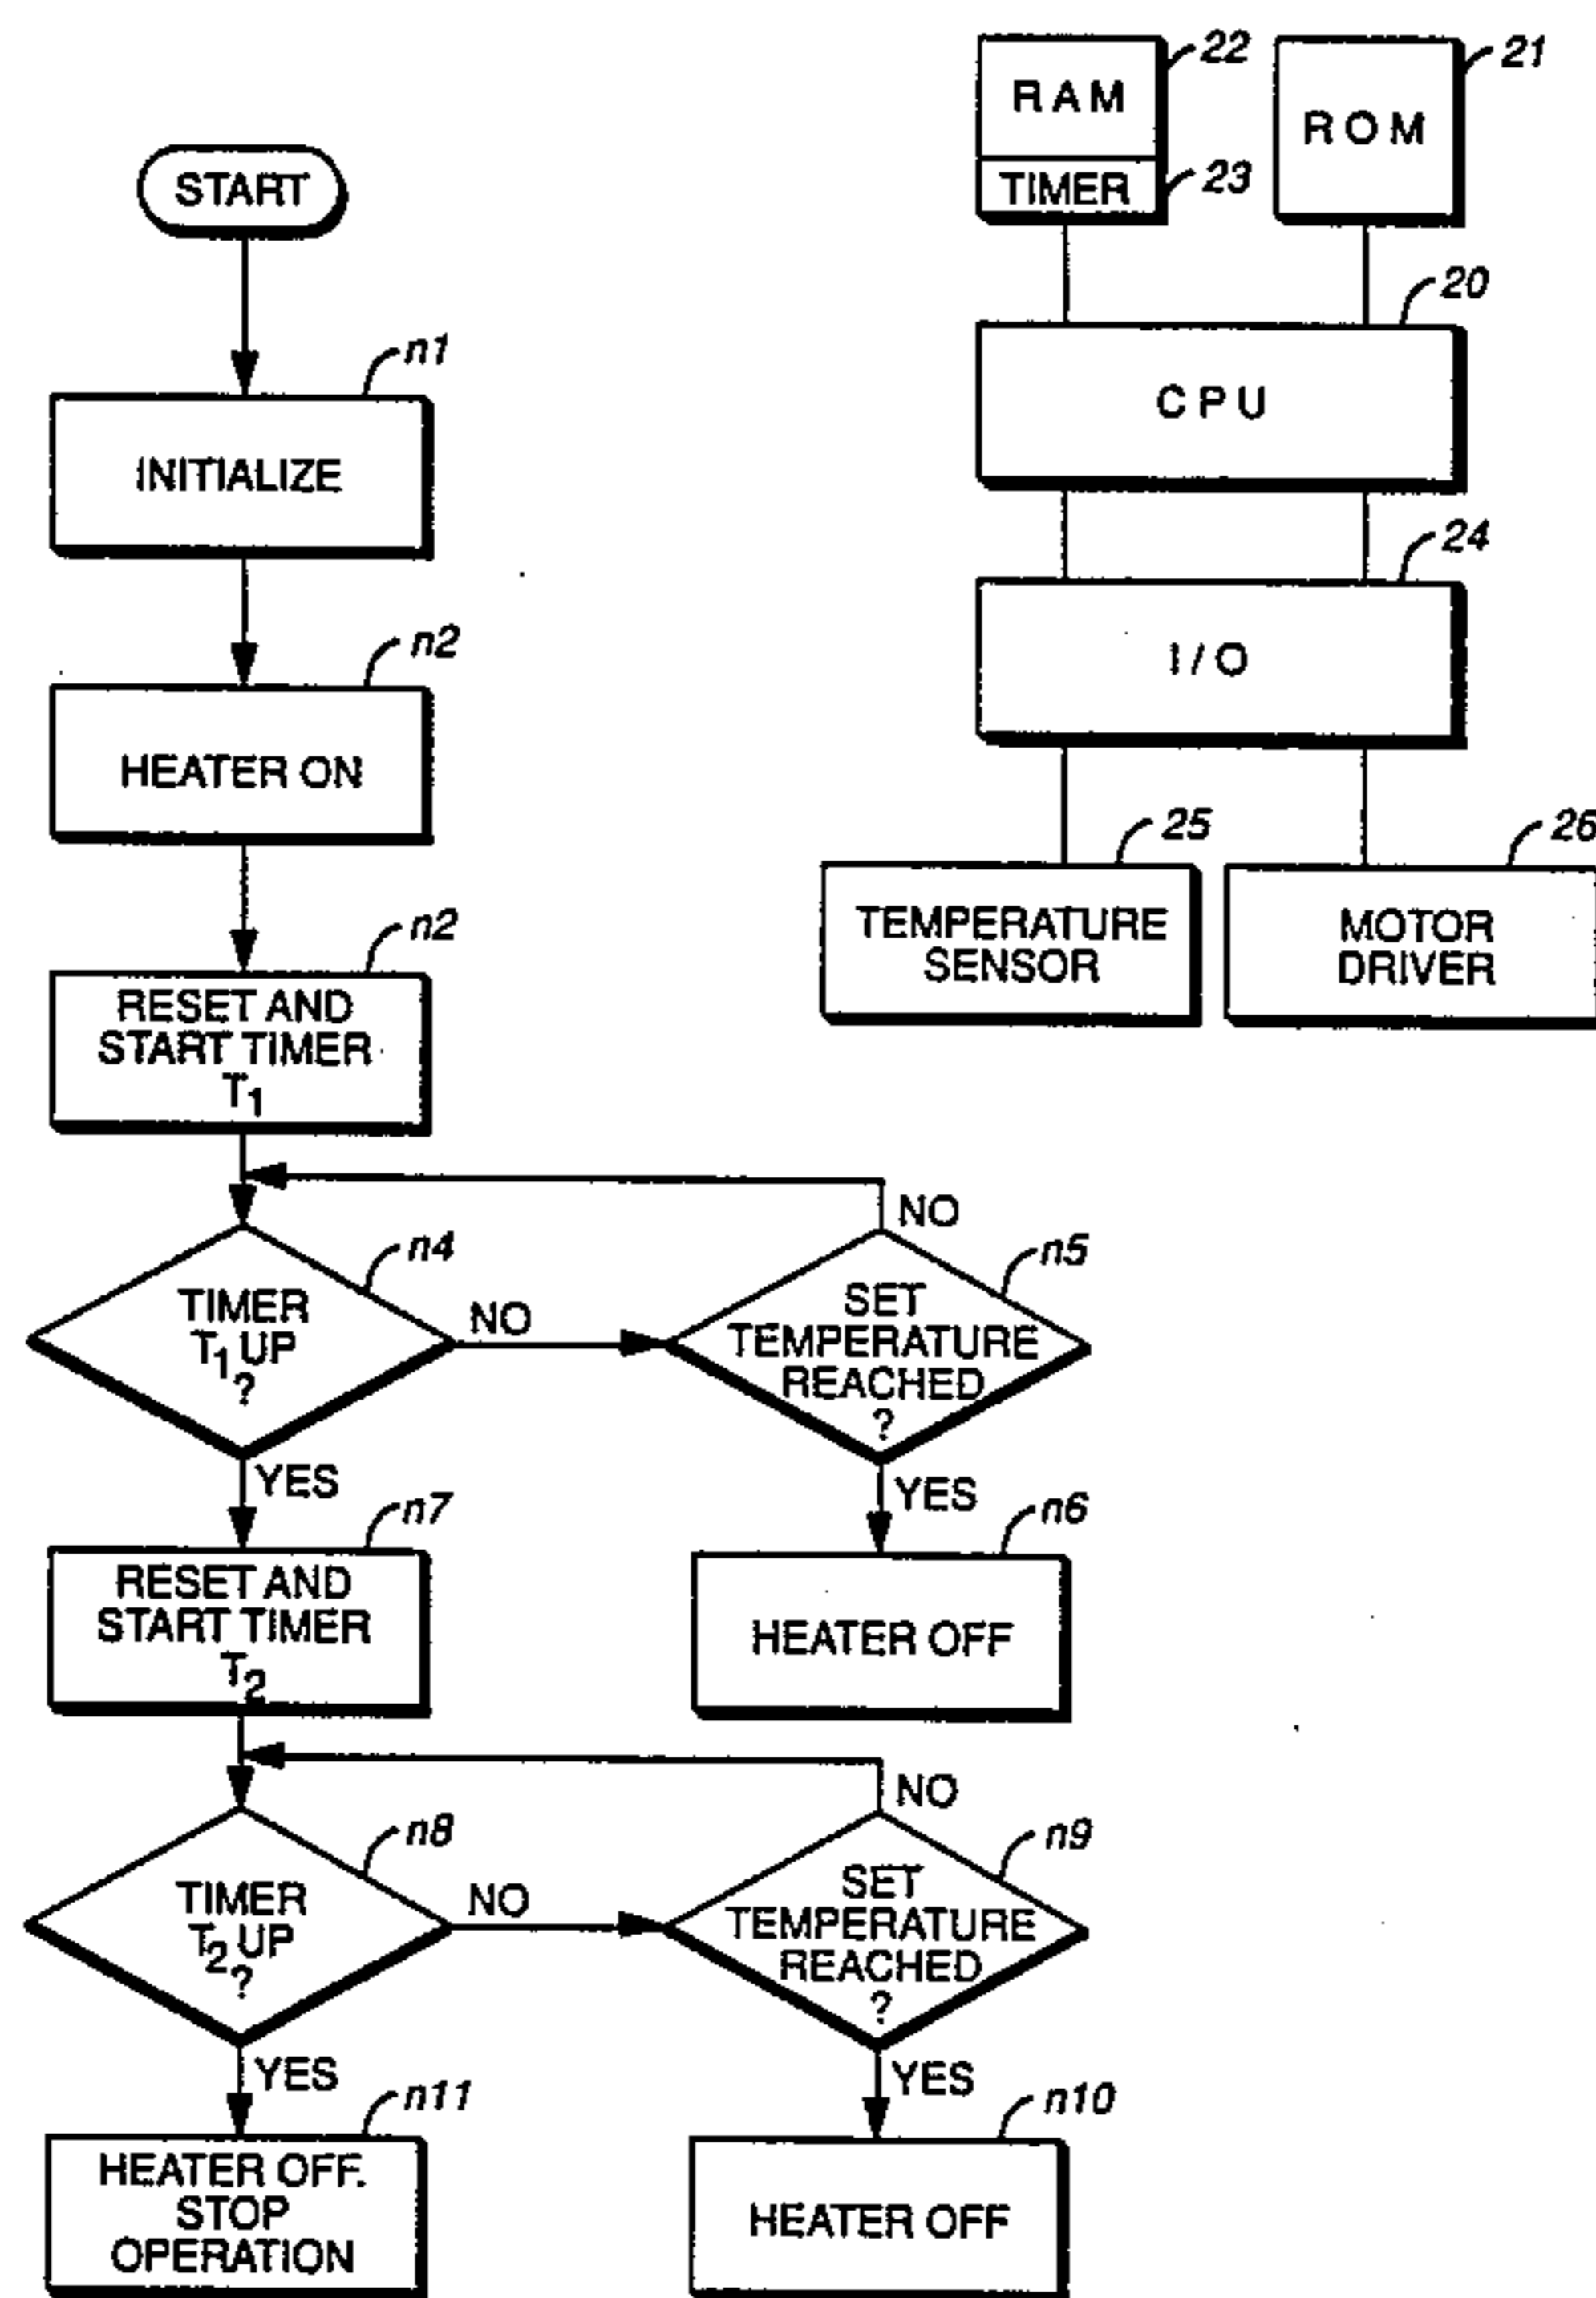 START
n1
INITIALIZE
n2
HEATER ON
n2
RESET AND
START TIMER
T1
n4
TIMER
T1 UP
?
NO
YES
n5
SET
TEMPERATURE
REACHED
?
NO
YES
n6
HEATER OFF
n7
RESET AND
START TIMER
T2
n8
TIMER
T2 UP
?
NO
YES
n9
SET
TEMPERATURE
REACHED
?
NO
YES
n10
HEATER OFF
n11
HEATER OFF.
STOP
OPERATION
22
RAM
23
TIMER
21
ROM
20
CPU
24
I/O
25
TEMPERATURE
SENSOR
26
MOTOR
DRIVER